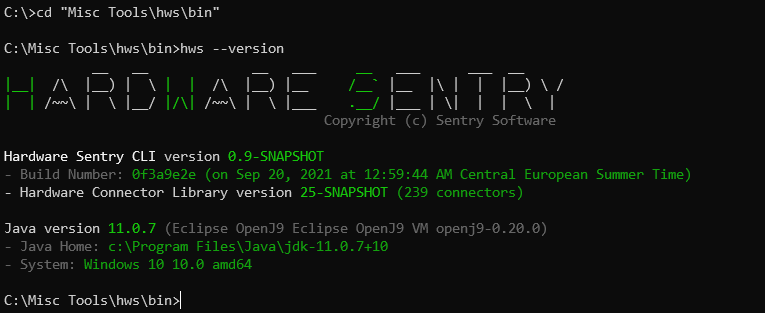 C:\>cd "Misc Tools\hws\bin"
C:\Misc Tools\hws\bin>hws --version
HARDWARE SENTRY
Copyright (c) Sentry Software
Hardware Sentry CLI version 0.9-SNAPSHOT
- Build Number: 0f3a9e2e (on Sep 20, 2021 at 12:59:44 AM Central European Summer Time)
- Hardware Connector Library version 25-SNAPSHOT (239 connectors)
Java version 11.0.7 (Eclipse OpenJ9 Eclipse OpenJ9 VM openj9-0.20.0)
- Java Home: c:\Program Files\Java\jdk-11.0.7+10
- System: Windows 10 10.0 amd64
C:\Misc Tools\hws\bin>